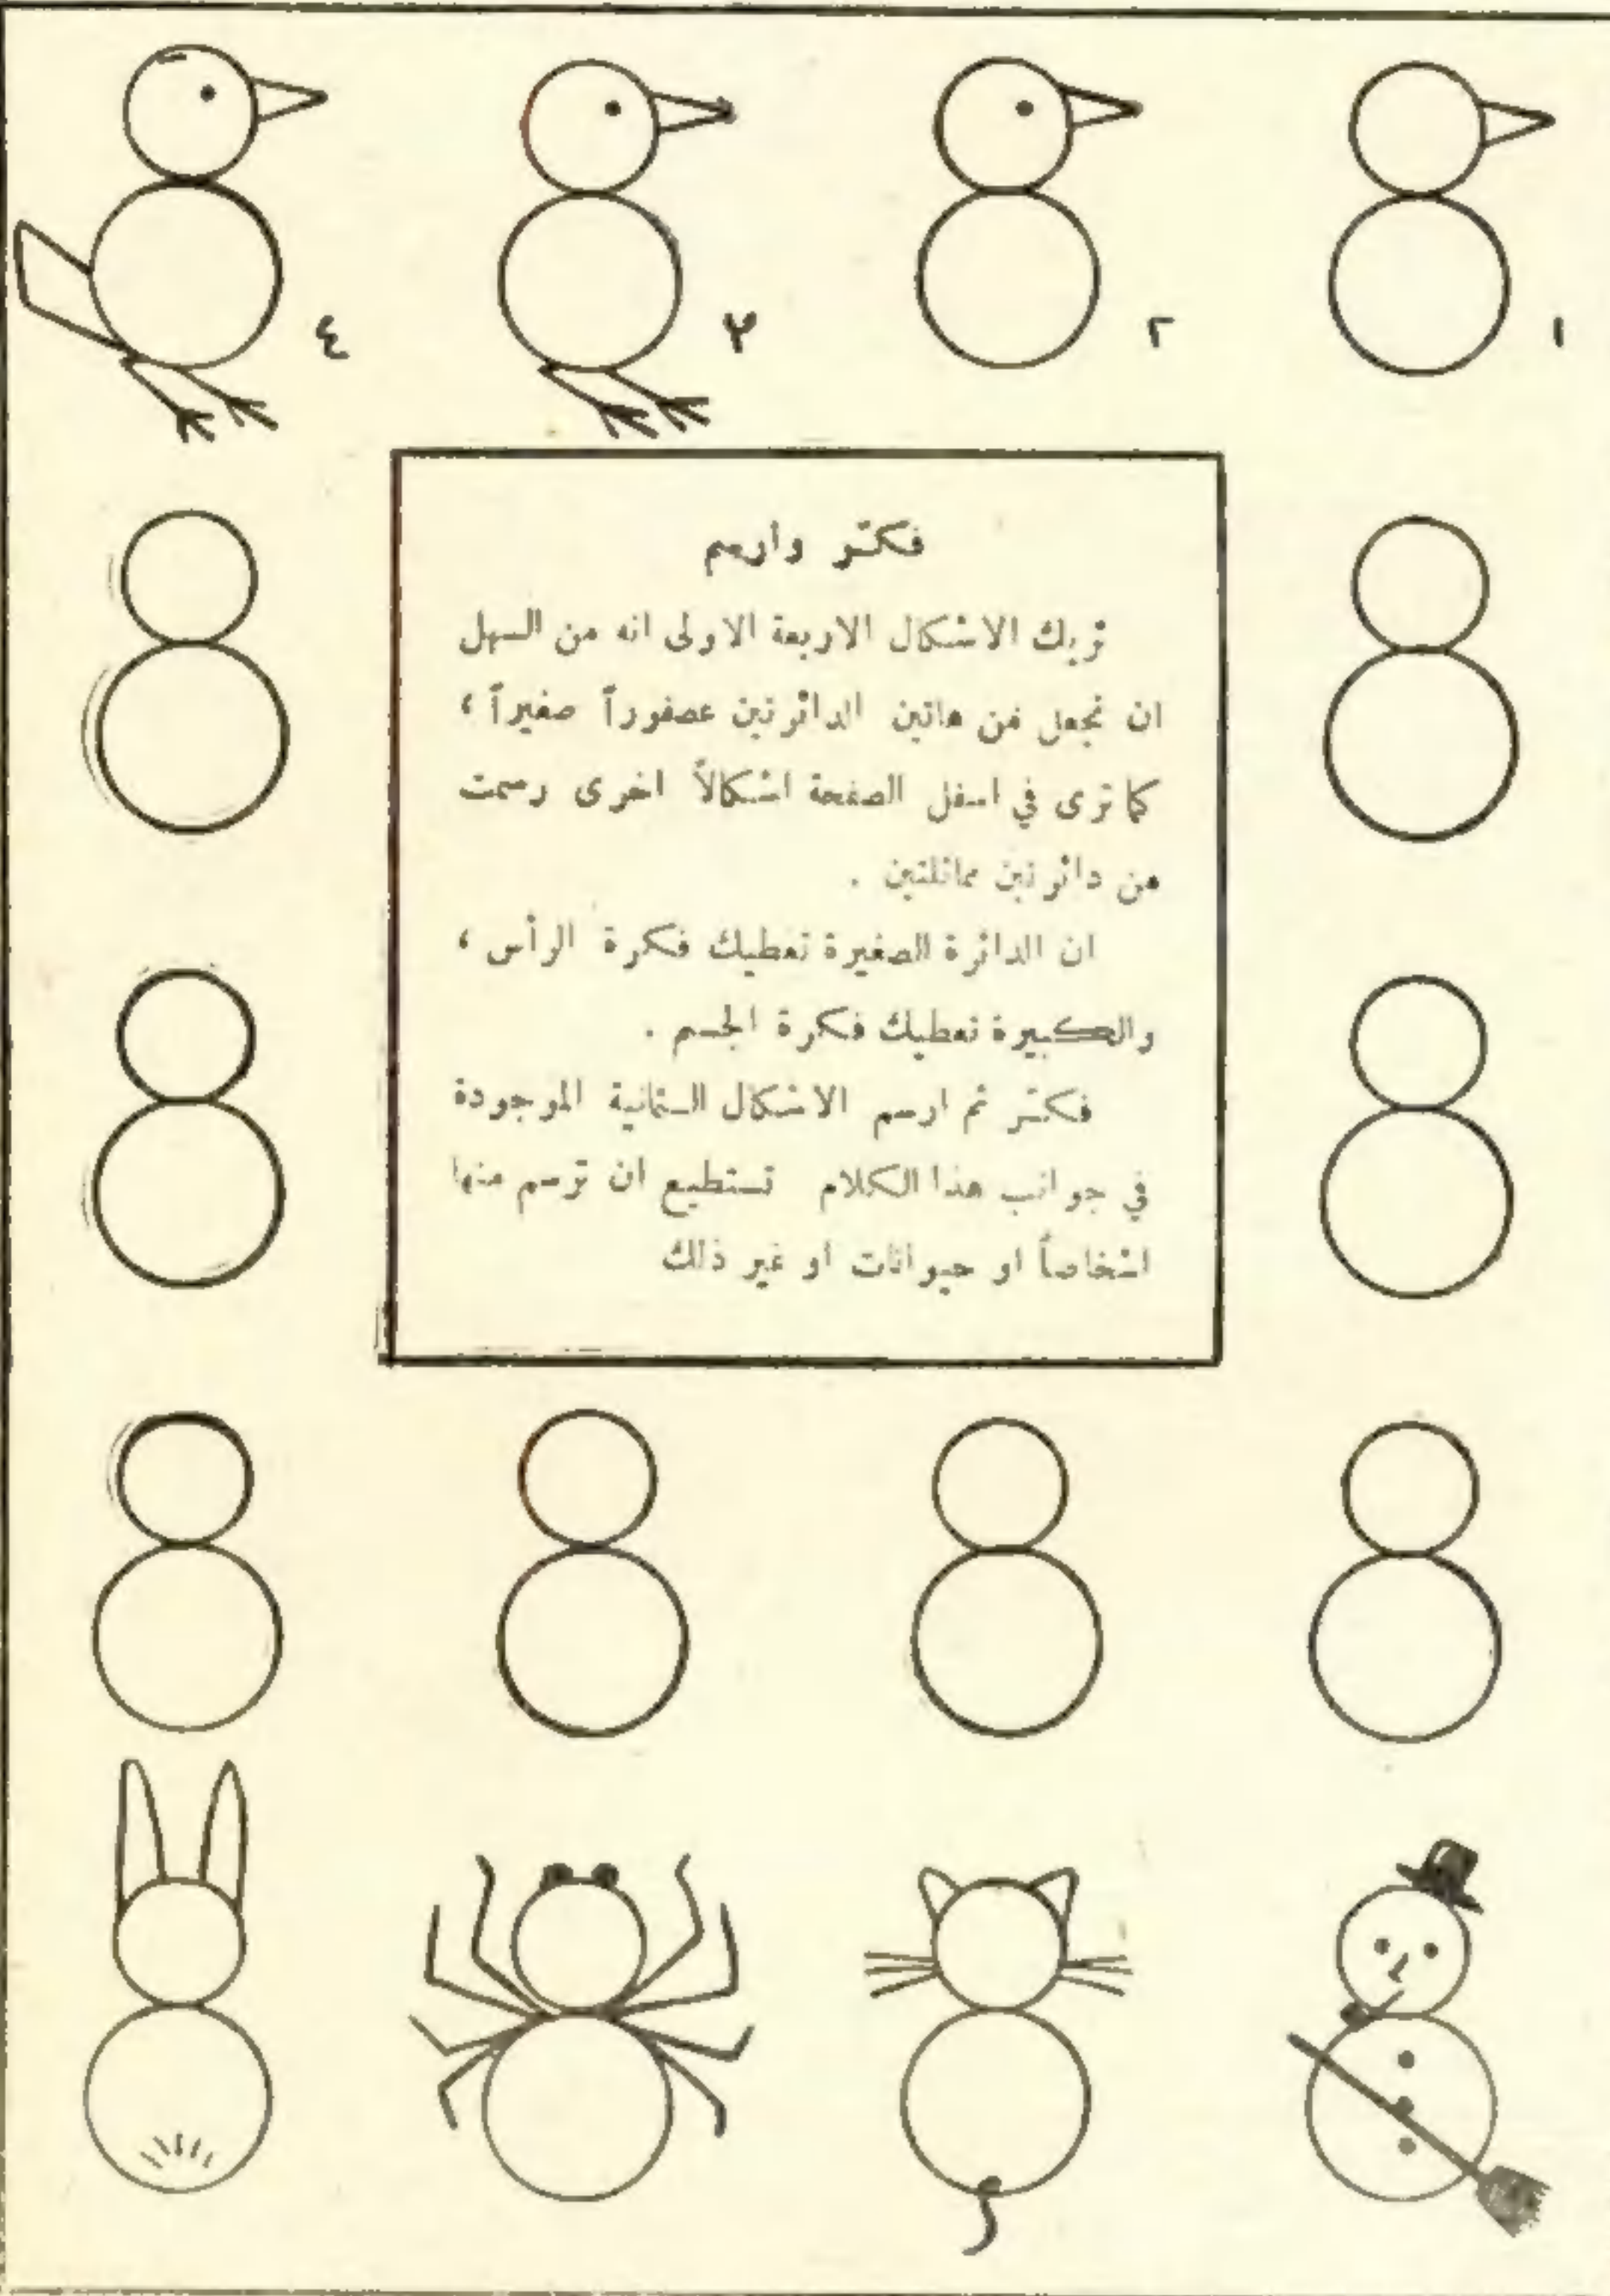 ١
٢
٣
٤
فكّر وارسم
تريك الاشكال الاربعة الاولى انه من السهل
ان نجعل من هاتين الدائرتين عصفوراً صغيراً ،
كما ترى في اسفل الصفحة اشكالاً اخرى رسمت
من دائرتين مماثلتين .
ان الدائرة الصغيرة تعطيك فكرة الرأس ،
والكبيرة تعطيك فكرة الجسم .
فكّر ثم ارسم الاشكال الثمانية الموجودة
في جوانب هذا الكلام تستطيع ان ترسم منها
اشخاصاً او حيوانات او غير ذلك